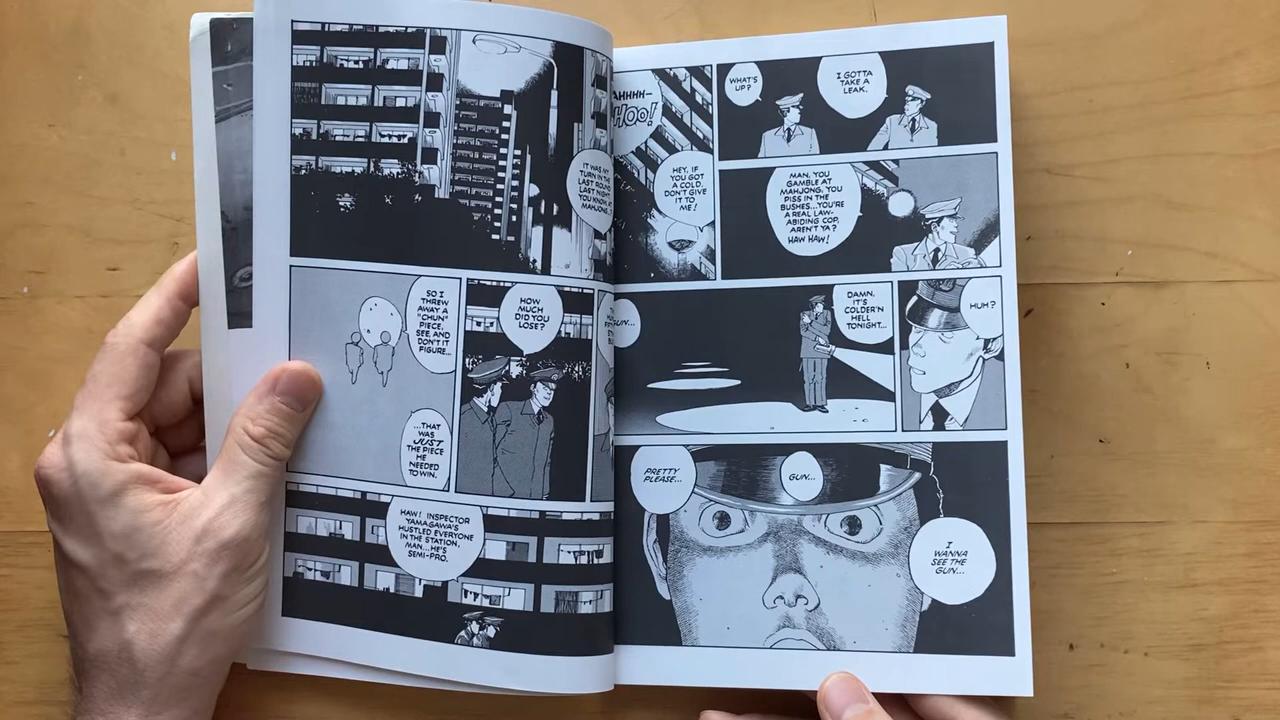 IT WAS MY
TURN IN THE
LAST ROUND
LAST NIGHT,
YOU KNOW, AT
MAHJONG...
SO I
THREW
AWAY A
"CHUN"
PIECE,
SEE, AND
DON'T IT
FIGURE...
...THAT
WAS
JUST
THE PIECE
HE
NEEDED
TO WIN.
HOW
MUCH
DID YOU
LOSE?
HAW! INSPECTOR
YAMAGAWA'S
HUSTLED EVERYONE
IN THE STATION,
MAN...HE'S
SEMI-PRO.
AHHHH-
HOO!
HEY, IF
YOU GOT
A COLD,
DON'T GIVE
IT TO
ME!
WHAT'S
UP?
I GOTTA
TAKE A
LEAK.
MAN, YOU
GAMBLE AT
MAHJONG, YOU
PISS IN THE
BUSHES...YOU'RE
A REAL LAW-
ABIDING COP,
AREN'T YA?
HAW HAW!
DAMN,
IT'S
COLDER'N
HELL
TONIGHT...
HUH?
PRETTY
PLEASE...
GUN...
I
WANNA
SEE THE
GUN...